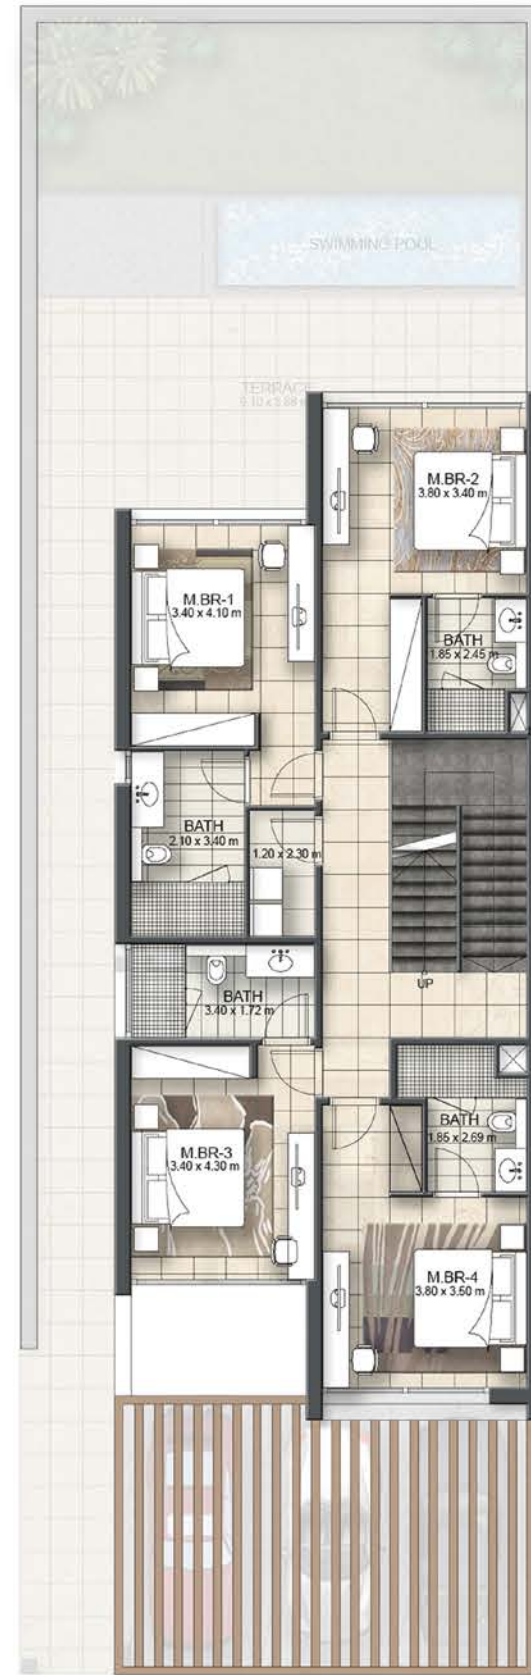 SWIMMING POOL
TERRACE
M.BR-2
3.80 x 3.40 m
M.BR-1
3.40 x 4.10 m
BATH
1.85 x 2.45 m
BATH
2.10 x 3.40 m
1.20 x 2.30 m
UP
BATH
3.40 x 1.72 m
BATH
1.85 x 2.69 m
M.BR-3
3.40 x 4.30 m
M.BR-4
3.80 x 3.50 m